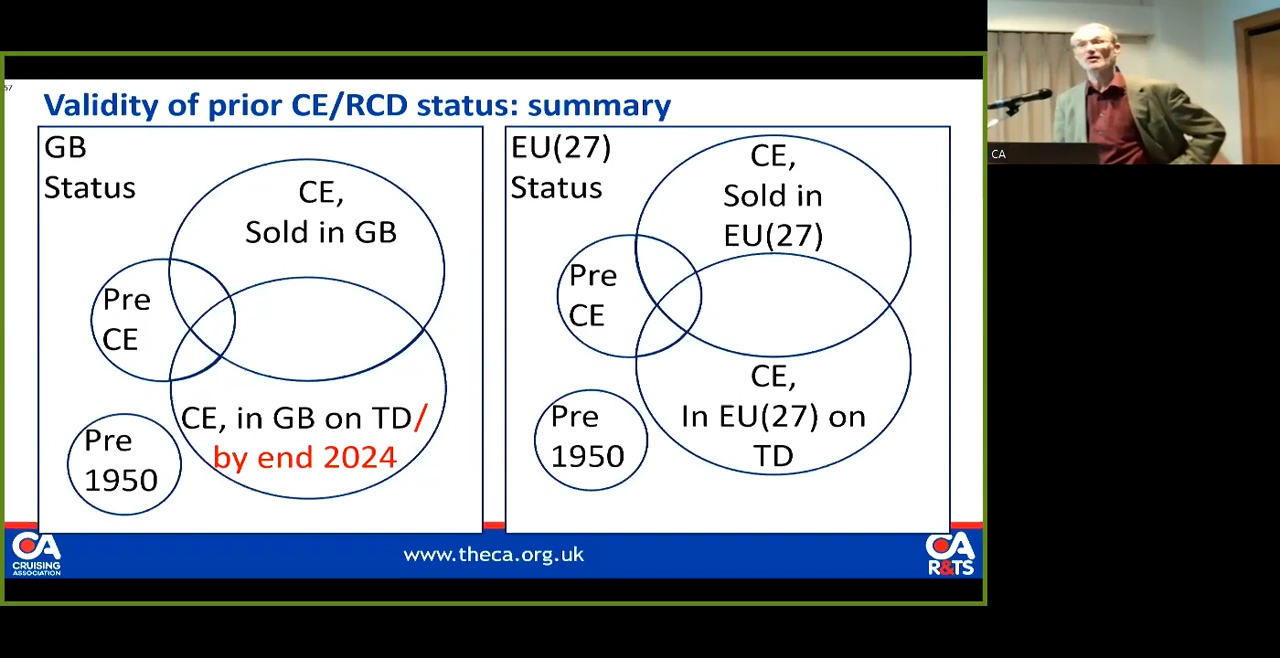 57
Validity of prior CE/RCD status: summary
GB
Status
CE,
Sold in GB
Pre
CE
CE, in GB on TD/
by end 2024
Pre
1950
EU(27)
Status
CE,
Sold in
EU(27)
Pre
CE
CE,
In EU(27) on
TD
Pre
1950
CA
CRUISING
ASSOCIATION
www.theca.org.uk
CA
R&TS
CA